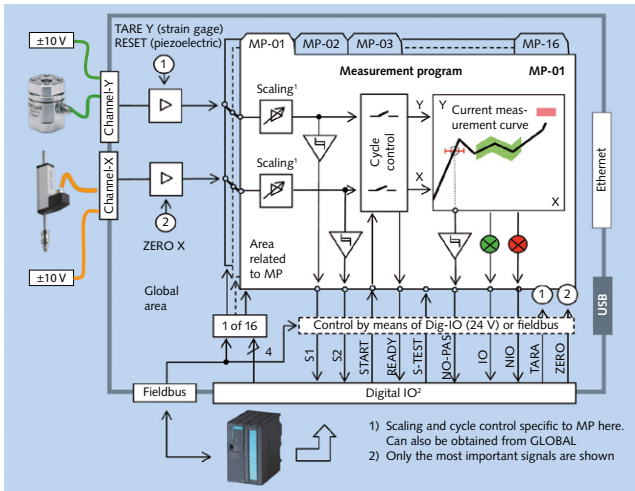 TARE Y (strain gage)
RESET (piezoelectric)
±10 V
1
MP-01
MP-02
MP-03
MP-16
Measurement program
MP-01
Channel-Y
Scaling¹
Cycle
control
Y
X
Y
Current meas-
urement curve
X
Channel-X
Scaling¹
2
ZERO X
±10 V
Area
related
to MP
Global
area
Ethernet
USB
1
2
1 of 16
4
Control by means of Dig-IO (24 V) or fieldbus
S1
S2
START
READY
S-TEST
NO-PAS
IO
NIO
TARA
ZERO
Fieldbus
Digital IO²
1) Scaling and cycle control specific to MP here.
Can also be obtained from GLOBAL
2) Only the most important signals are shown